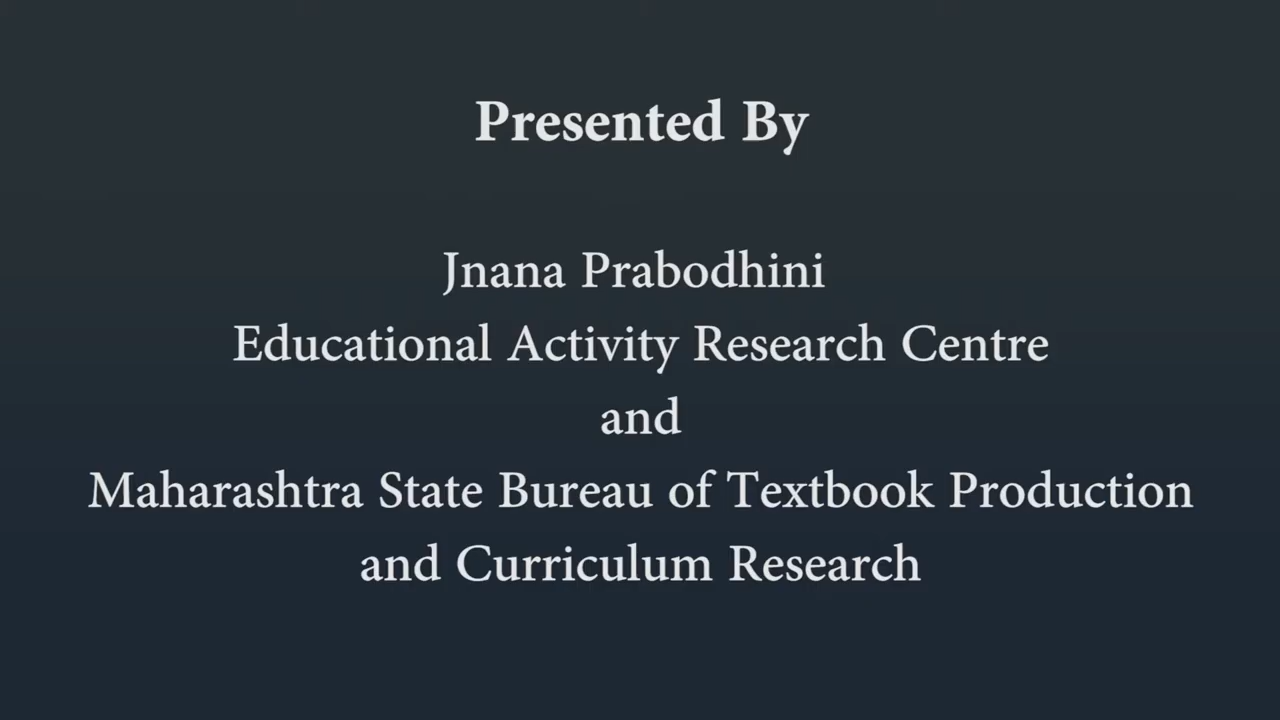 Presented By
Jnana Prabodhini
Educational Activity Research Centre
and
Maharashtra State Bureau of Textbook Production
and Curriculum Research